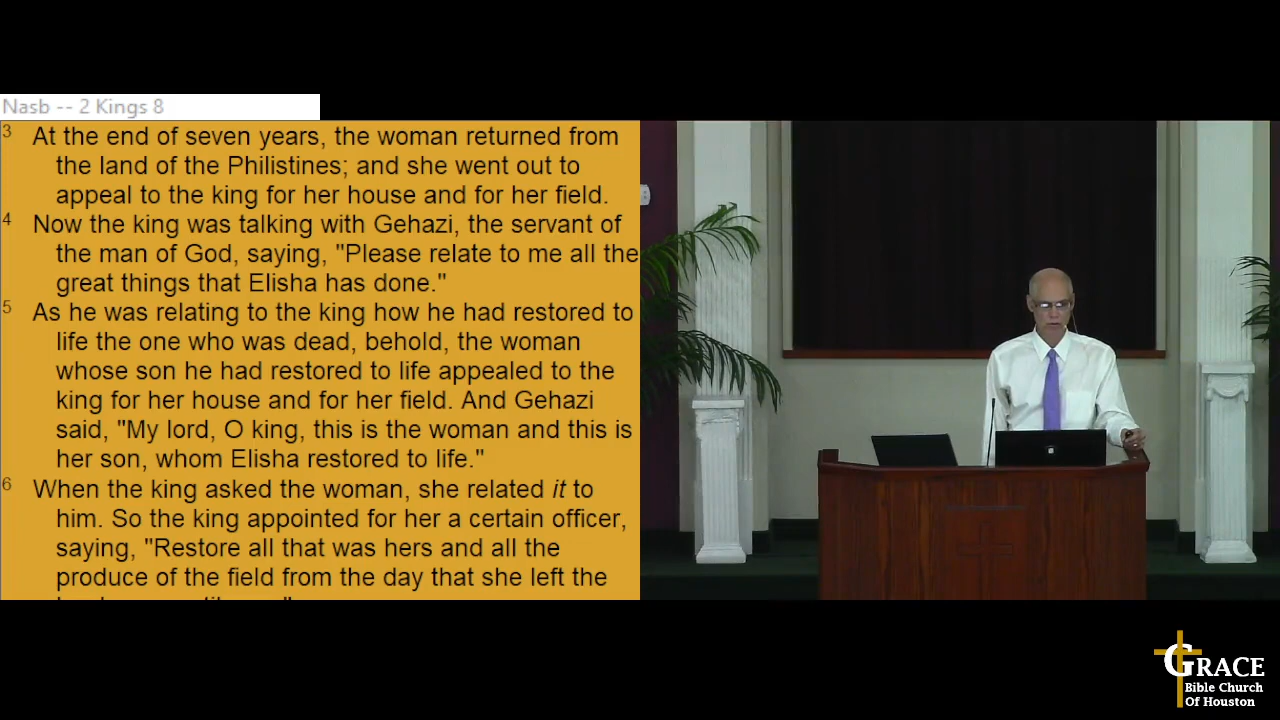 Nasb -- 2 Kings 8
3 At the end of seven years, the woman returned from
the land of the Philistines; and she went out to
appeal to the king for her house and for her field.
4 Now the king was talking with Gehazi, the servant of
the man of God, saying, "Please relate to me all the
great things that Elisha has done."
5 As he was relating to the king how he had restored to
life the one who was dead, behold, the woman
whose son he had restored to life appealed to the
king for her house and for her field. And Gehazi
said, "My lord, O king, this is the woman and this is
her son, whom Elisha restored to life."
6 When the king asked the woman, she related it to
him. So the king appointed for her a certain officer,
saying, "Restore all that was hers and all the
produce of the field from the day that she left the
GRACE
Bible Church
Of Houston